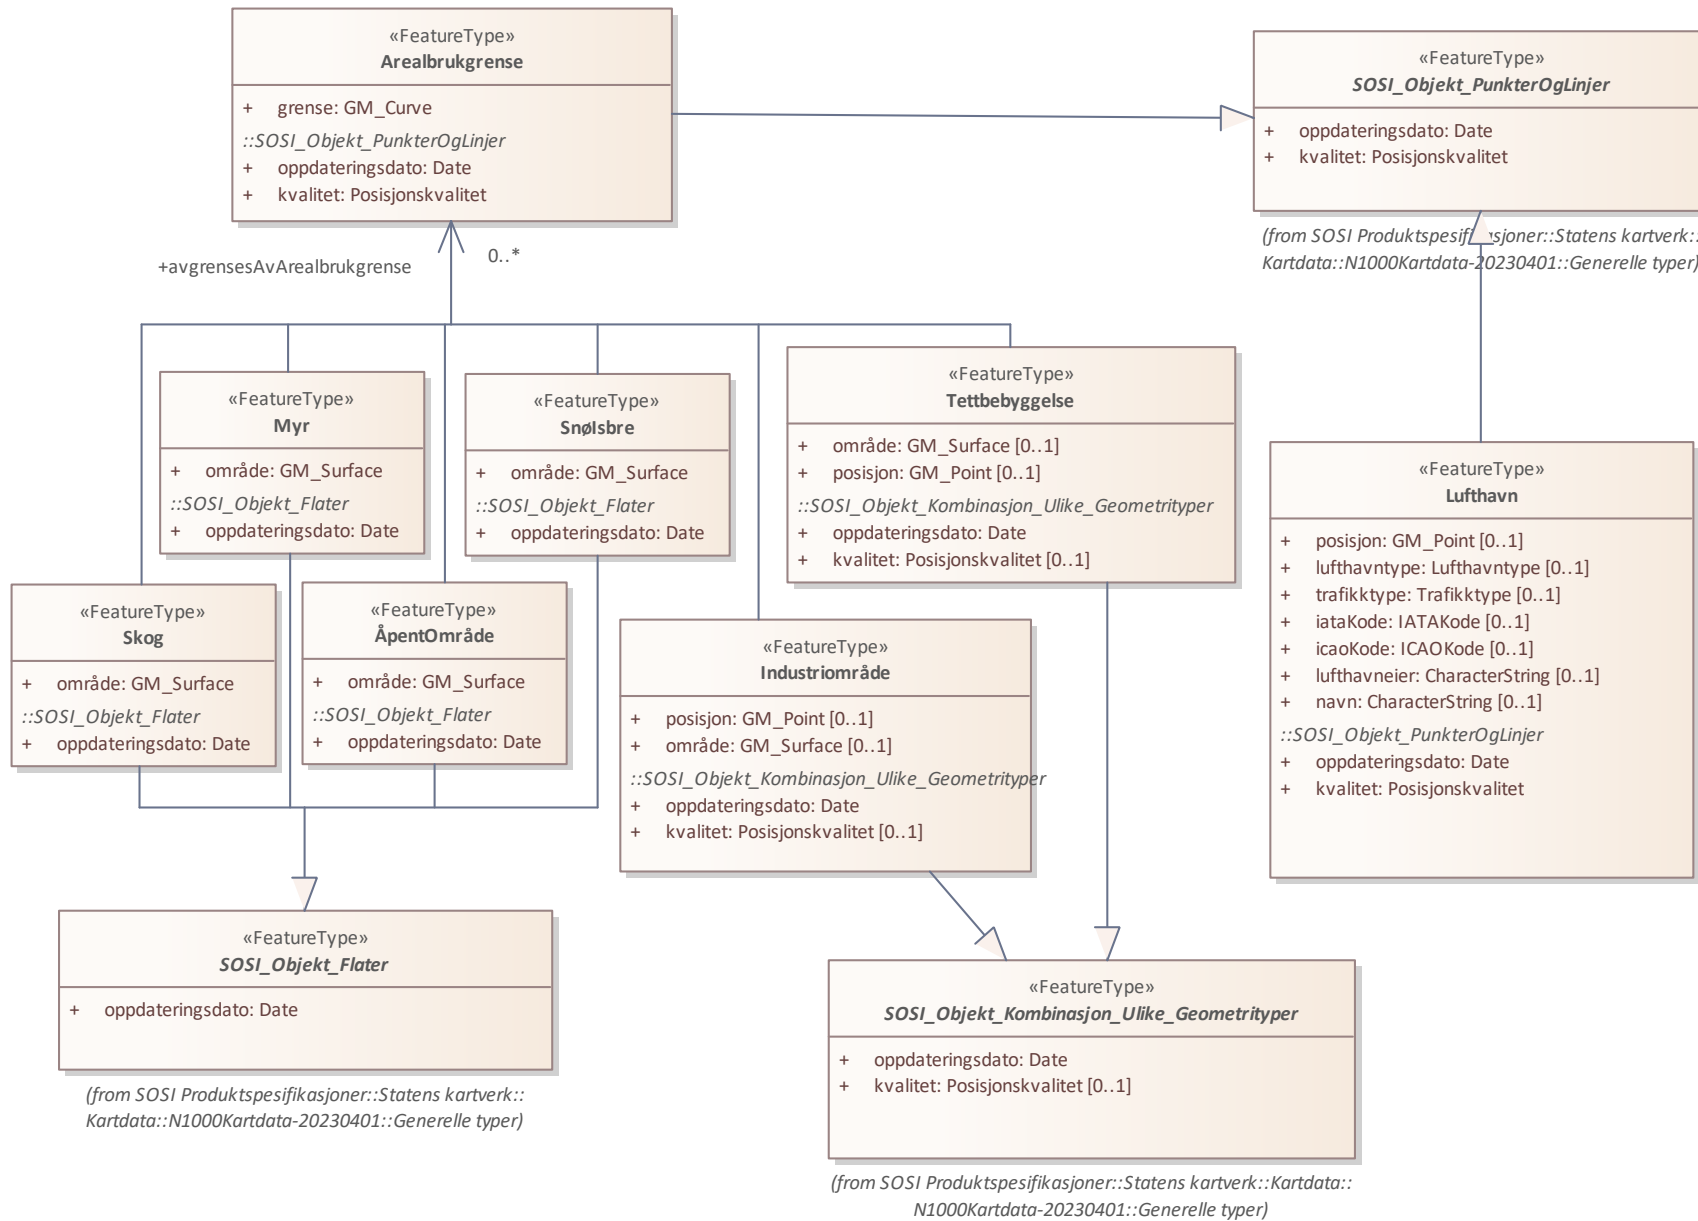 «FeatureType»
Arealbrukgrense
+ grense: GM_Curve
::SOSI_Objekt_PunkterOgLinjer
+ oppdateringsdato: Date
+ kvalitet: Posisjonskvalitet
«FeatureType»
SOSI_Objekt_PunkterOgLinjer
+ oppdateringsdato: Date
+ kvalitet: Posisjonskvalitet
(from SOSI Produktspesifikasjoner::Statens kartverk::
Kartdata::N1000Kartdata-20230401::Generelle typer)
+avgrensesAvArealbrukgrense
0..*
«FeatureType»
Myr
+ område: GM_Surface
::SOSI_Objekt_Flater
+ oppdateringsdato: Date
«FeatureType»
SnøIsbre
+ område: GM_Surface
::SOSI_Objekt_Flater
+ oppdateringsdato: Date
«FeatureType»
Tettbebyggelse
+ område: GM_Surface [0..1]
+ posisjon: GM_Point [0..1]
::SOSI_Objekt_Kombinasjon_Ulike_Geometrityper
+ oppdateringsdato: Date
+ kvalitet: Posisjonskvalitet [0..1]
«FeatureType»
Lufthavn
+ posisjon: GM_Point [0..1]
+ lufthavntype: Lufthavntype [0..1]
+ trafikktype: Trafikktype [0..1]
+ iataKode: IATAKode [0..1]
+ icaoKode: ICAOKode [0..1]
+ lufthavneier: CharacterString [0..1]
+ navn: CharacterString [0..1]
::SOSI_Objekt_PunkterOgLinjer
+ oppdateringsdato: Date
+ kvalitet: Posisjonskvalitet
«FeatureType»
Skog
+ område: GM_Surface
::SOSI_Objekt_Flater
+ oppdateringsdato: Date
«FeatureType»
ÅpentOmråde
+ område: GM_Surface
::SOSI_Objekt_Flater
+ oppdateringsdato: Date
«FeatureType»
Industriområde
+ posisjon: GM_Point [0..1]
+ område: GM_Surface [0..1]
::SOSI_Objekt_Kombinasjon_Ulike_Geometrityper
+ oppdateringsdato: Date
+ kvalitet: Posisjonskvalitet [0..1]
«FeatureType»
SOSI_Objekt_Flater
+ oppdateringsdato: Date
(from SOSI Produktspesifikasjoner::Statens kartverk::
Kartdata::N1000Kartdata-20230401::Generelle typer)
«FeatureType»
SOSI_Objekt_Kombinasjon_Ulike_Geometrityper
+ oppdateringsdato: Date
+ kvalitet: Posisjonskvalitet [0..1]
(from SOSI Produktspesifikasjoner::Statens kartverk::Kartdata::
N1000Kartdata-20230401::Generelle typer)